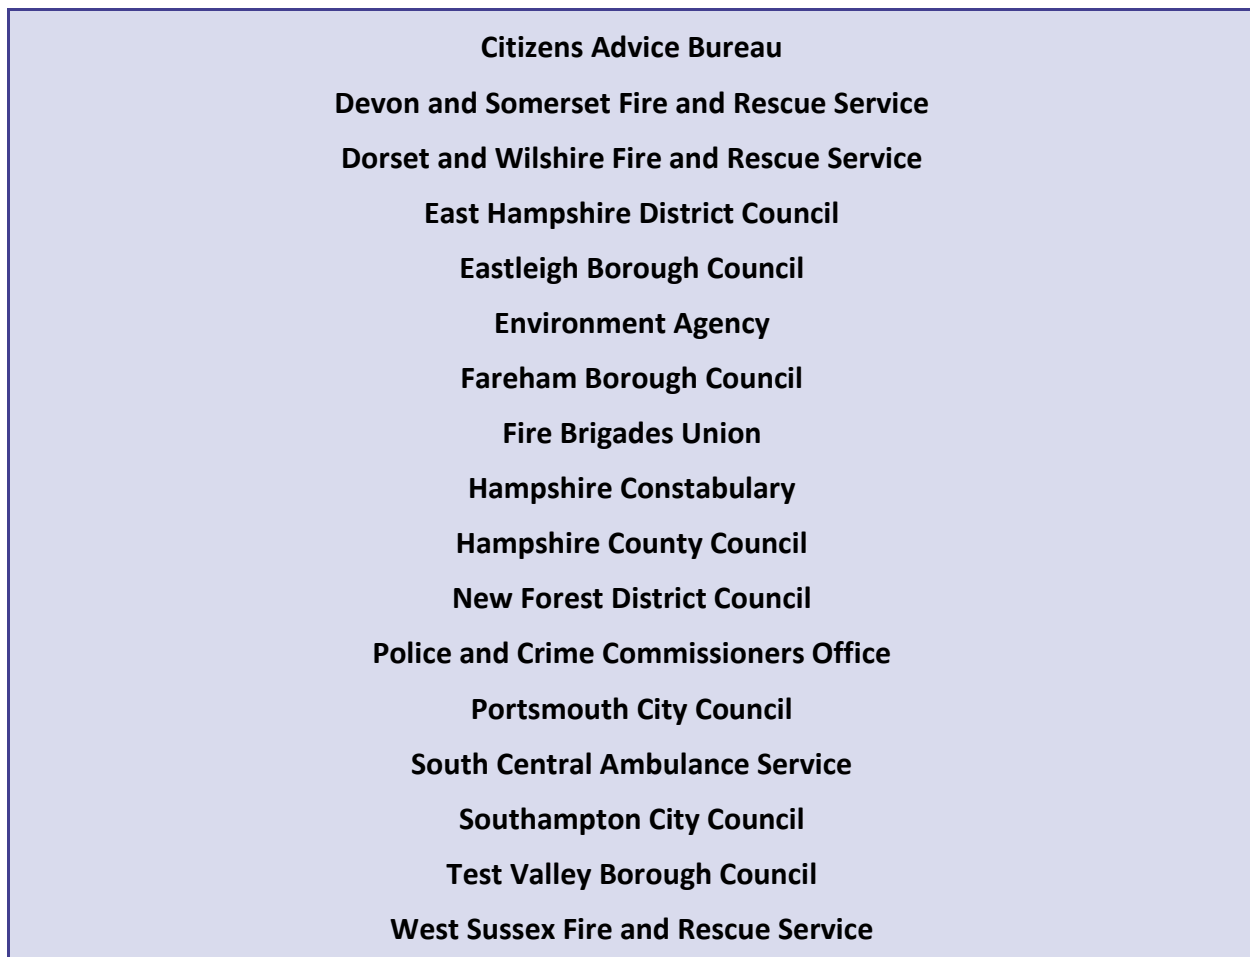 Citizens Advice Bureau
Devon and Somerset Fire and Rescue Service
Dorset and Wilshire Fire and Rescue Service
East Hampshire District Council
Eastleigh Borough Council
Environment Agency
Fareham Borough Council
Fire Brigades Union
Hampshire Constabulary
Hampshire County Council
New Forest District Council
Police and Crime Commissioners Office
Portsmouth City Council
South Central Ambulance Service
Southampton City Council
Test Valley Borough Council
West Sussex Fire and Rescue Service